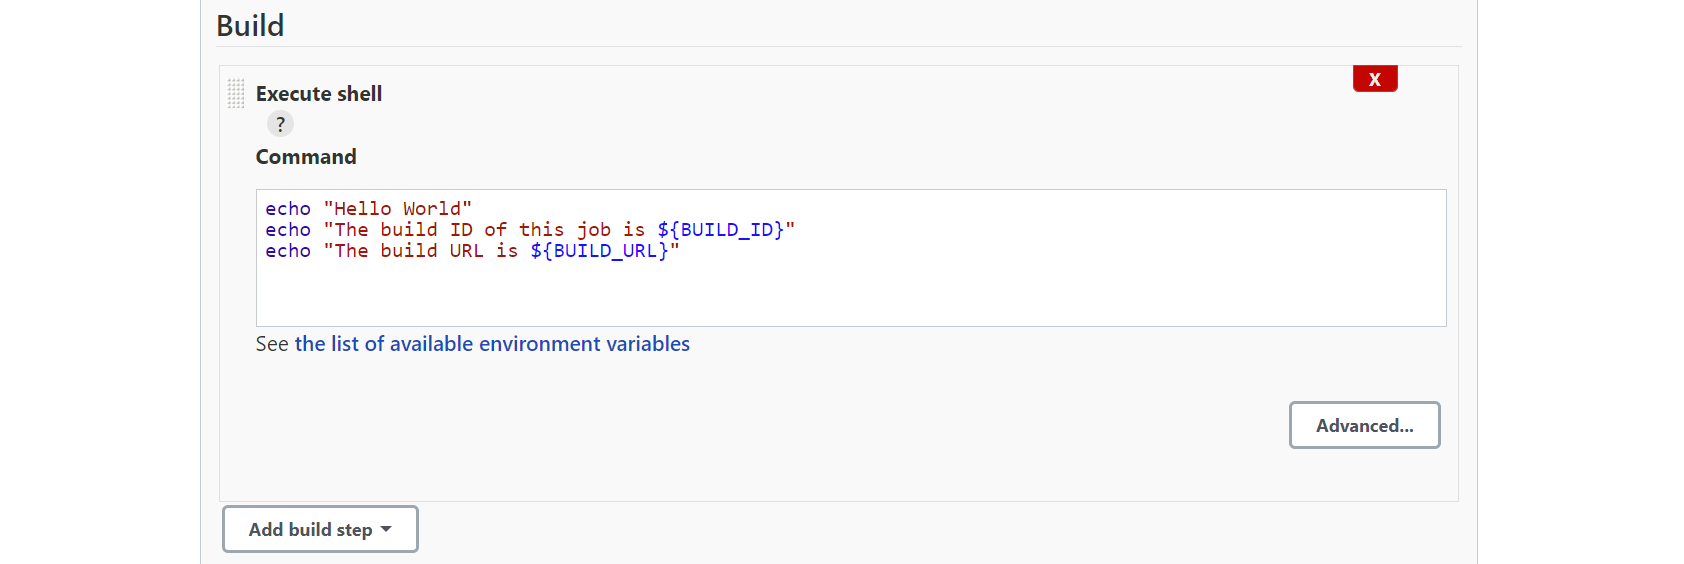 Build
Execute shell
X
?
Command
echo "Hello World"
echo "The build ID of this job is ${BUILD_ID}"
echo "The build URL is ${BUILD_URL}"
See the list of available environment variables
Advanced...
Add build step